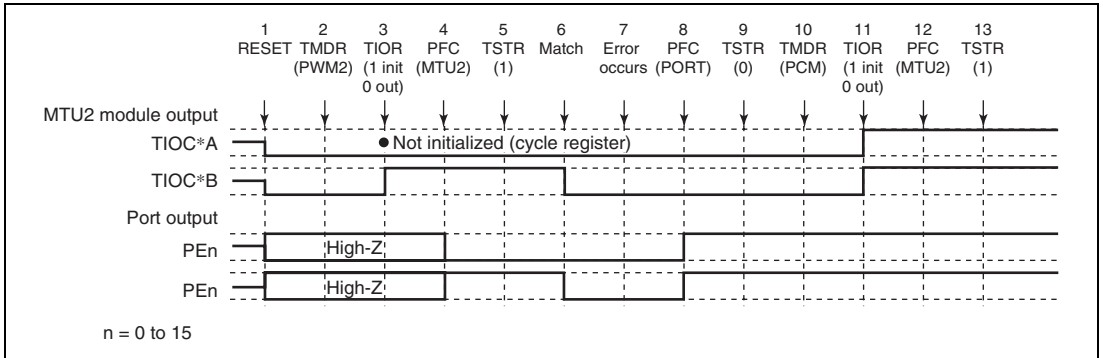 1 2 3 4 5 6 7 8 9 10 11 12 13
RESET TMDR TIOR PFC TSTR Match Error PFC TSTR TMDR TIOR PFC TSTR
(PWM2) (1 init (MTU2) (1) occurs (PORT) (0) (PCM) (1 init (MTU2) (1)
0 out) 0 out)
MTU2 module output
TIOC*A
Not initialized (cycle register)
TIOC*B
Port output
PEn
High-Z
PEn
High-Z
n = 0 to 15